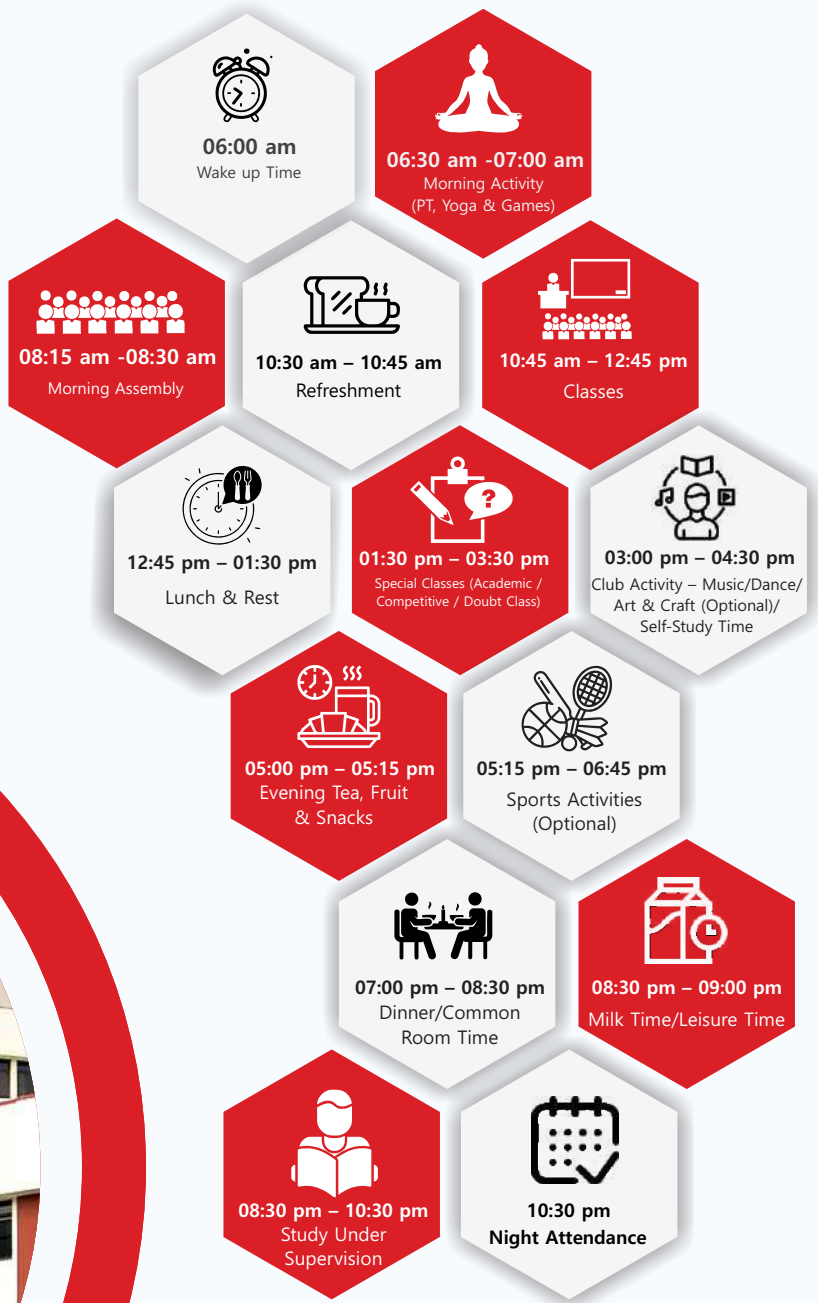 06:00 am
Wake up Time
06:30 am -07:00 am
Morning Activity
(PT, Yoga & Games)
08:15 am -08:30 am
Morning Assembly
10:30 am – 10:45 am
Refreshment
10:45 am – 12:45 pm
Classes
12:45 pm – 01:30 pm
Lunch & Rest
01:30 pm – 03:30 pm
Special Classes (Academic /
Competitive / Doubt Class)
03:00 pm – 04:30 pm
Club Activity – Music/Dance/
Art & Craft (Optional)/
Self-Study Time
05:00 pm – 05:15 pm
Evening Tea, Fruit
& Snacks
05:15 pm – 06:45 pm
Sports Activities
(Optional)
07:00 pm – 08:30 pm
Dinner/Common
Room Time
08:30 pm – 09:00 pm
Milk Time/Leisure Time
08:30 pm – 10:30 pm
Study Under
Supervision
10:30 pm
Night Attendance